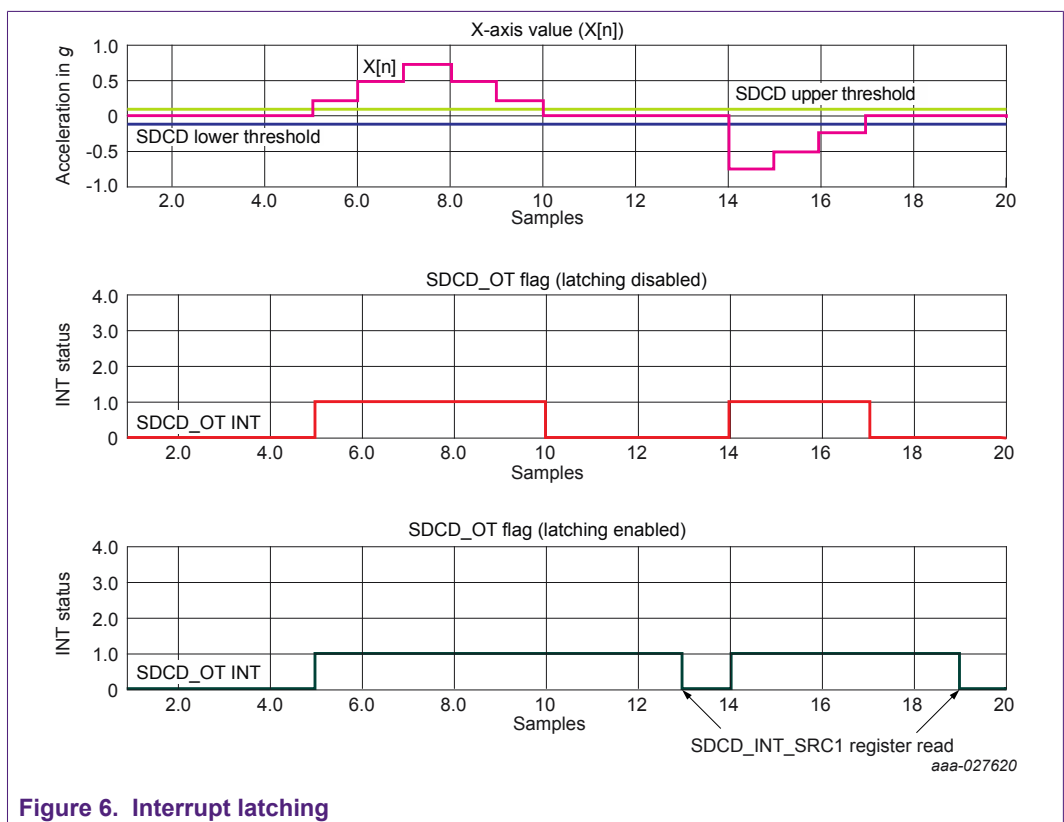 X-axis value (X[n])
Acceleration in g
1.0
0.5
0
-0.5
-1.0
X[n]
SDCD upper threshold
SDCD lower threshold
2.0 4.0 6.0 8.0 10 12 14 16 18 20
Samples
SDCD_OT flag (latching disabled)
INT status
4.0
3.0
2.0
1.0
0
SDCD_OT INT
2.0 4.0 6.0 8.0 10 12 14 16 18 20
Samples
SDCD_OT flag (latching enabled)
INT status
4.0
3.0
2.0
1.0
0
SDCD_OT INT
2.0 4.0 6.0 8.0 10 12 14 16 18 20
Samples
SDCD_INT_SRC1 register read
aaa-027620
Figure 6. Interrupt latching